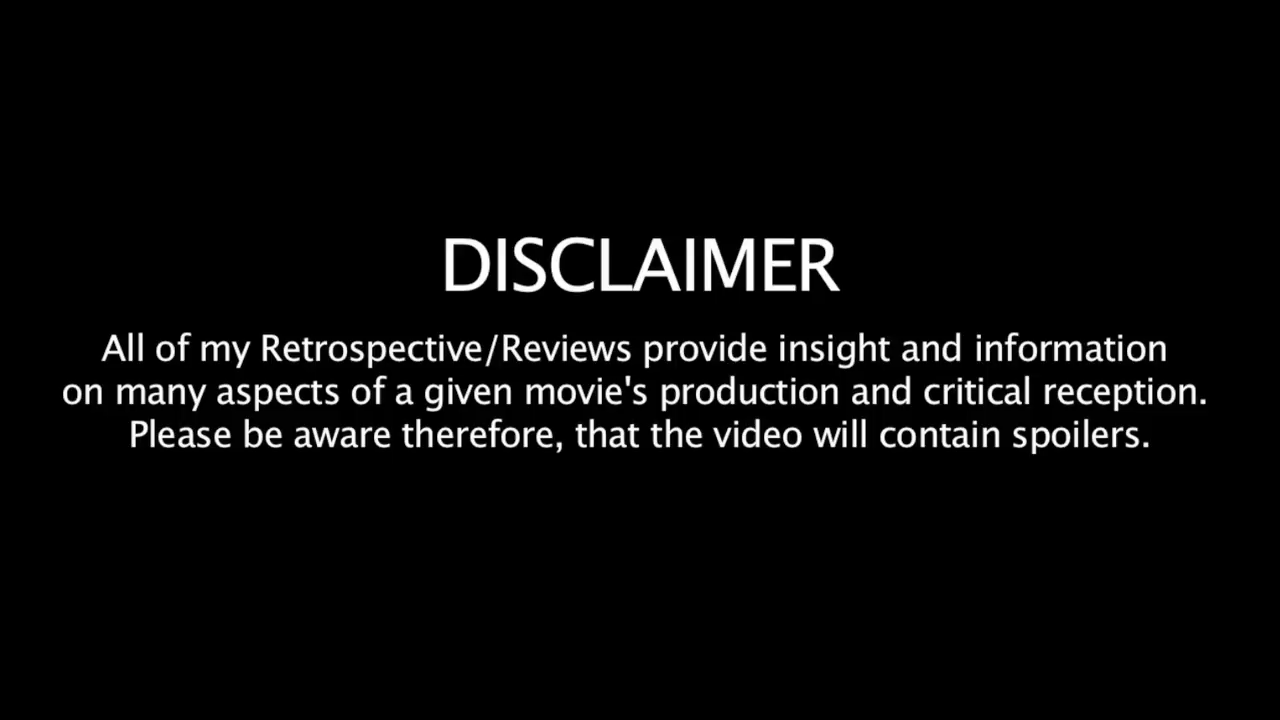 DISCLAIMER
All of my Retrospective/Reviews provide insight and information
on many aspects of a given movie's production and critical reception.
Please be aware therefore, that the video will contain spoilers.